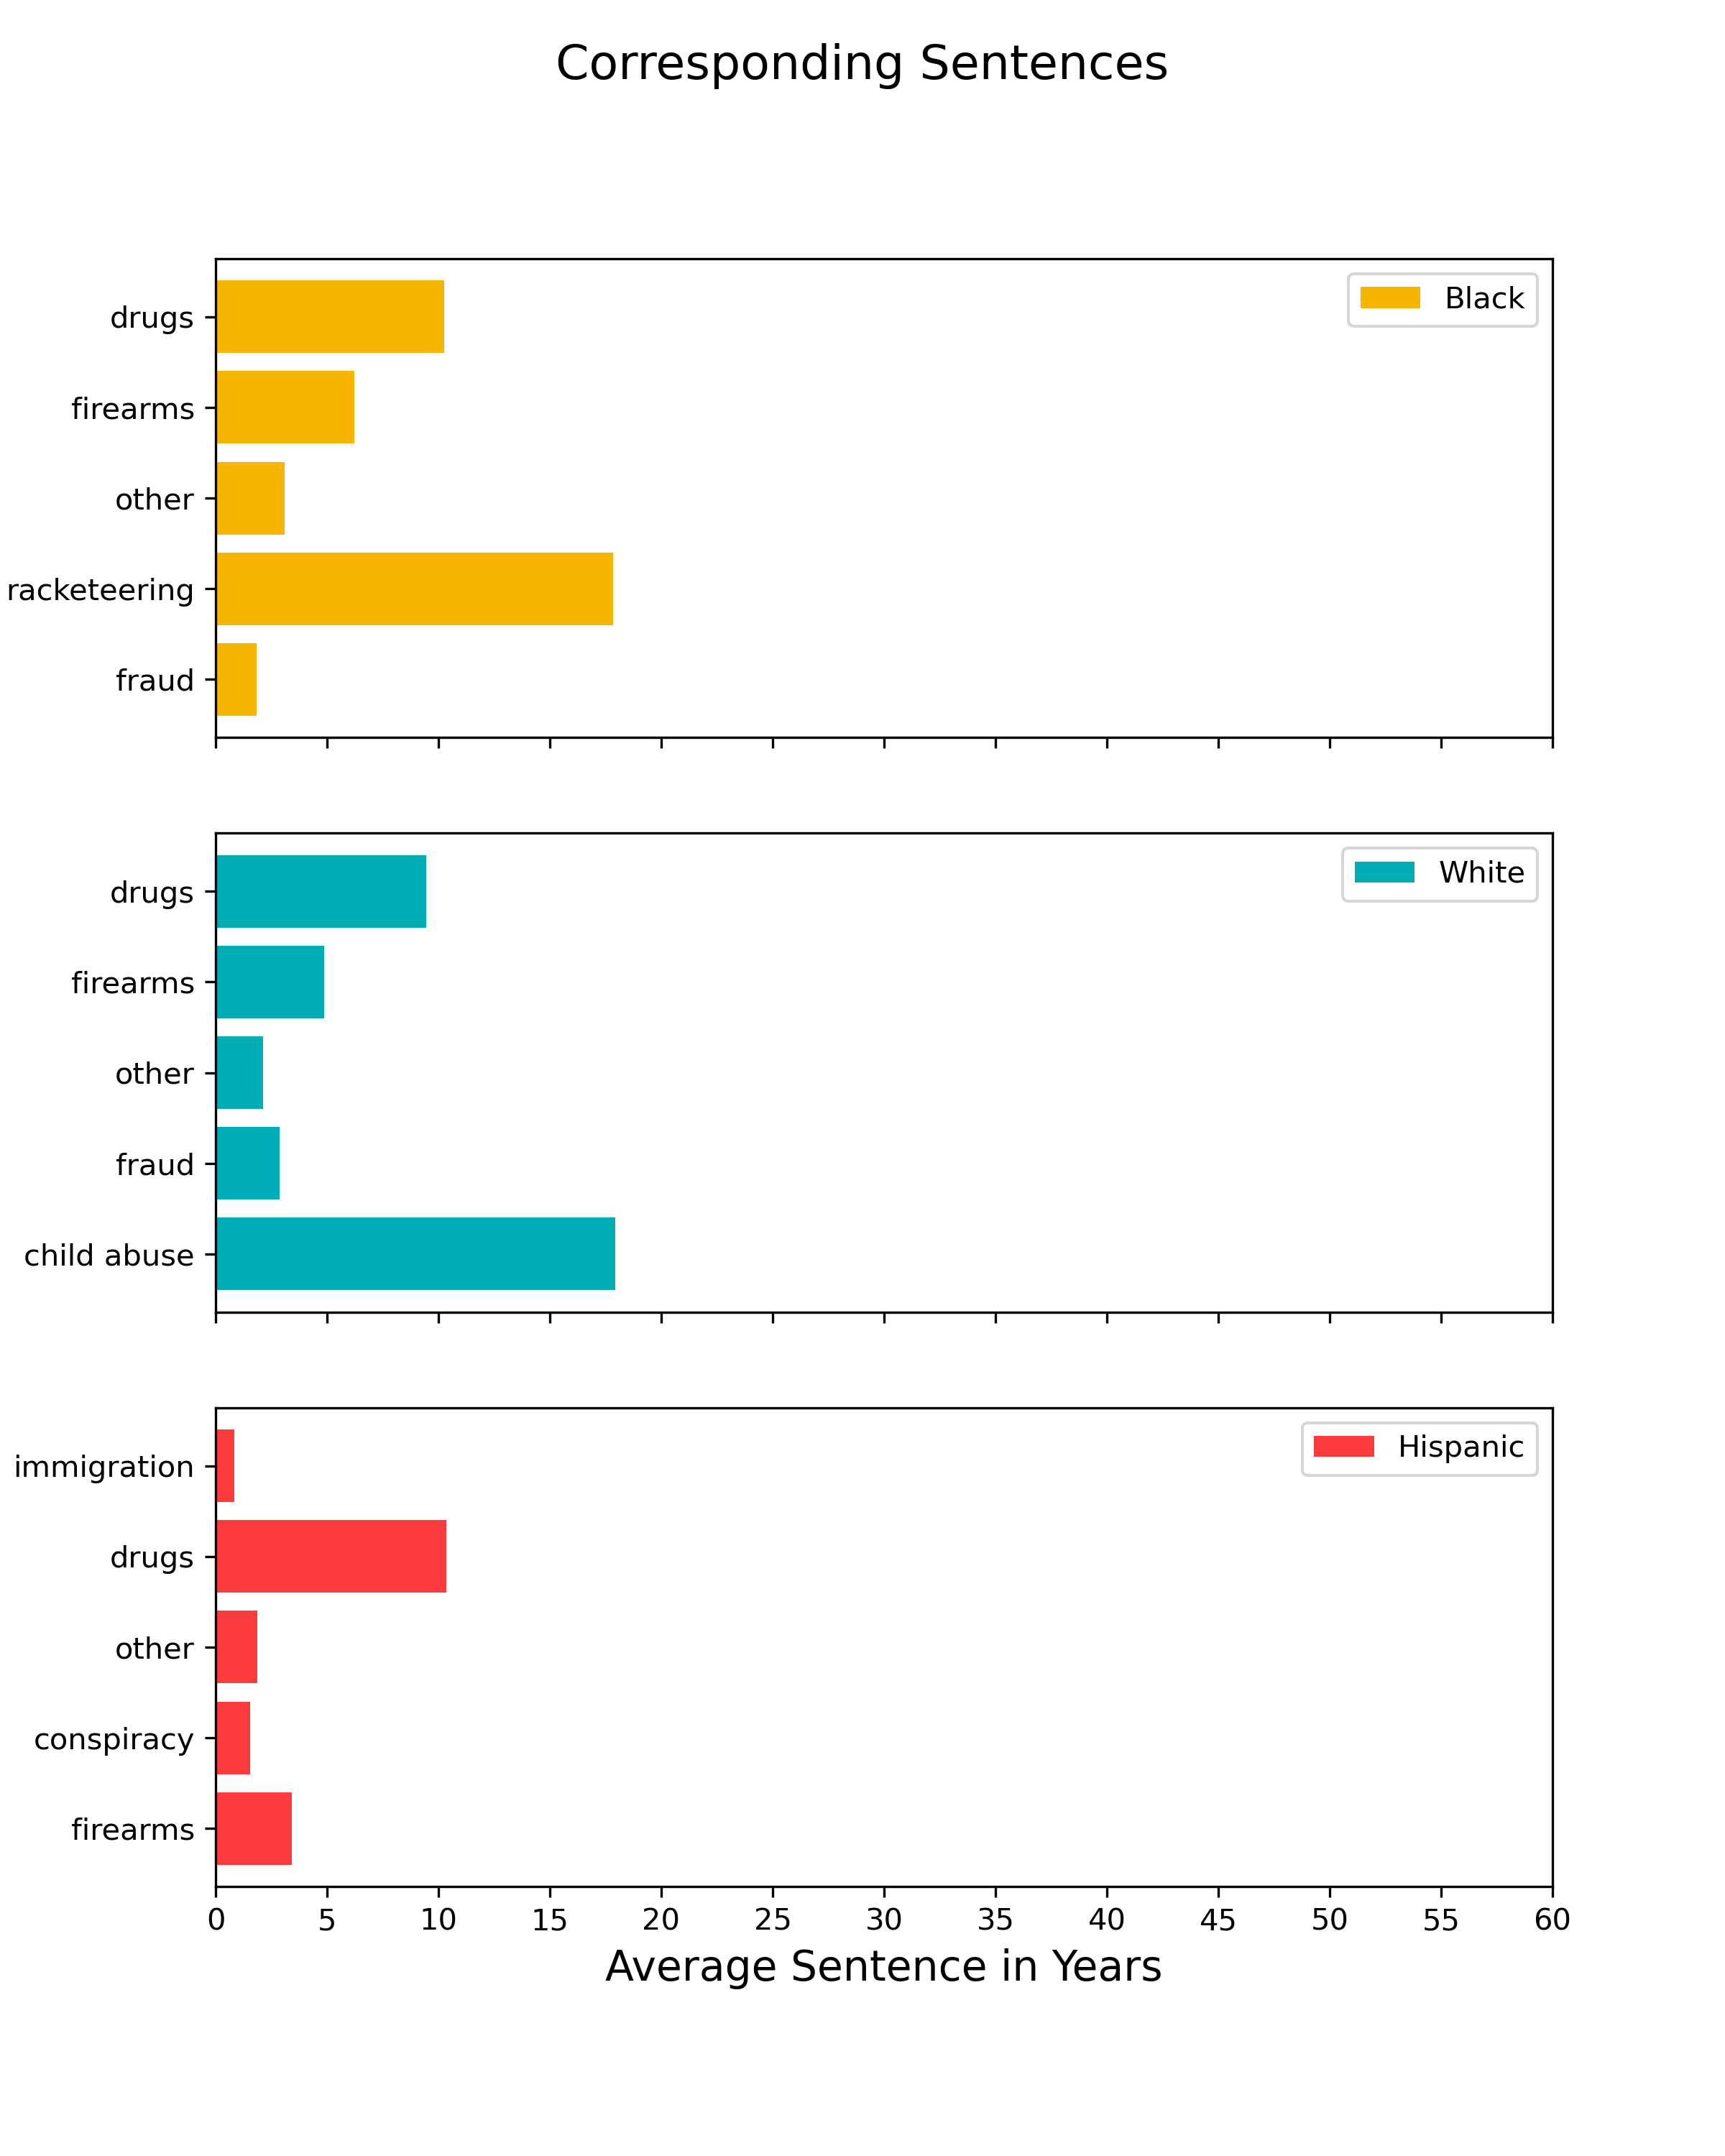 Corresponding Sentences
Black
drugs
firearms
other
racketeering
fraud
White
drugs
firearms
other
fraud
child abuse
Hispanic
immigration
drugs
other
conspiracy
firearms
0 5 10 15 20 25 30 35 40 45 50 55 60
Average Sentence in Years